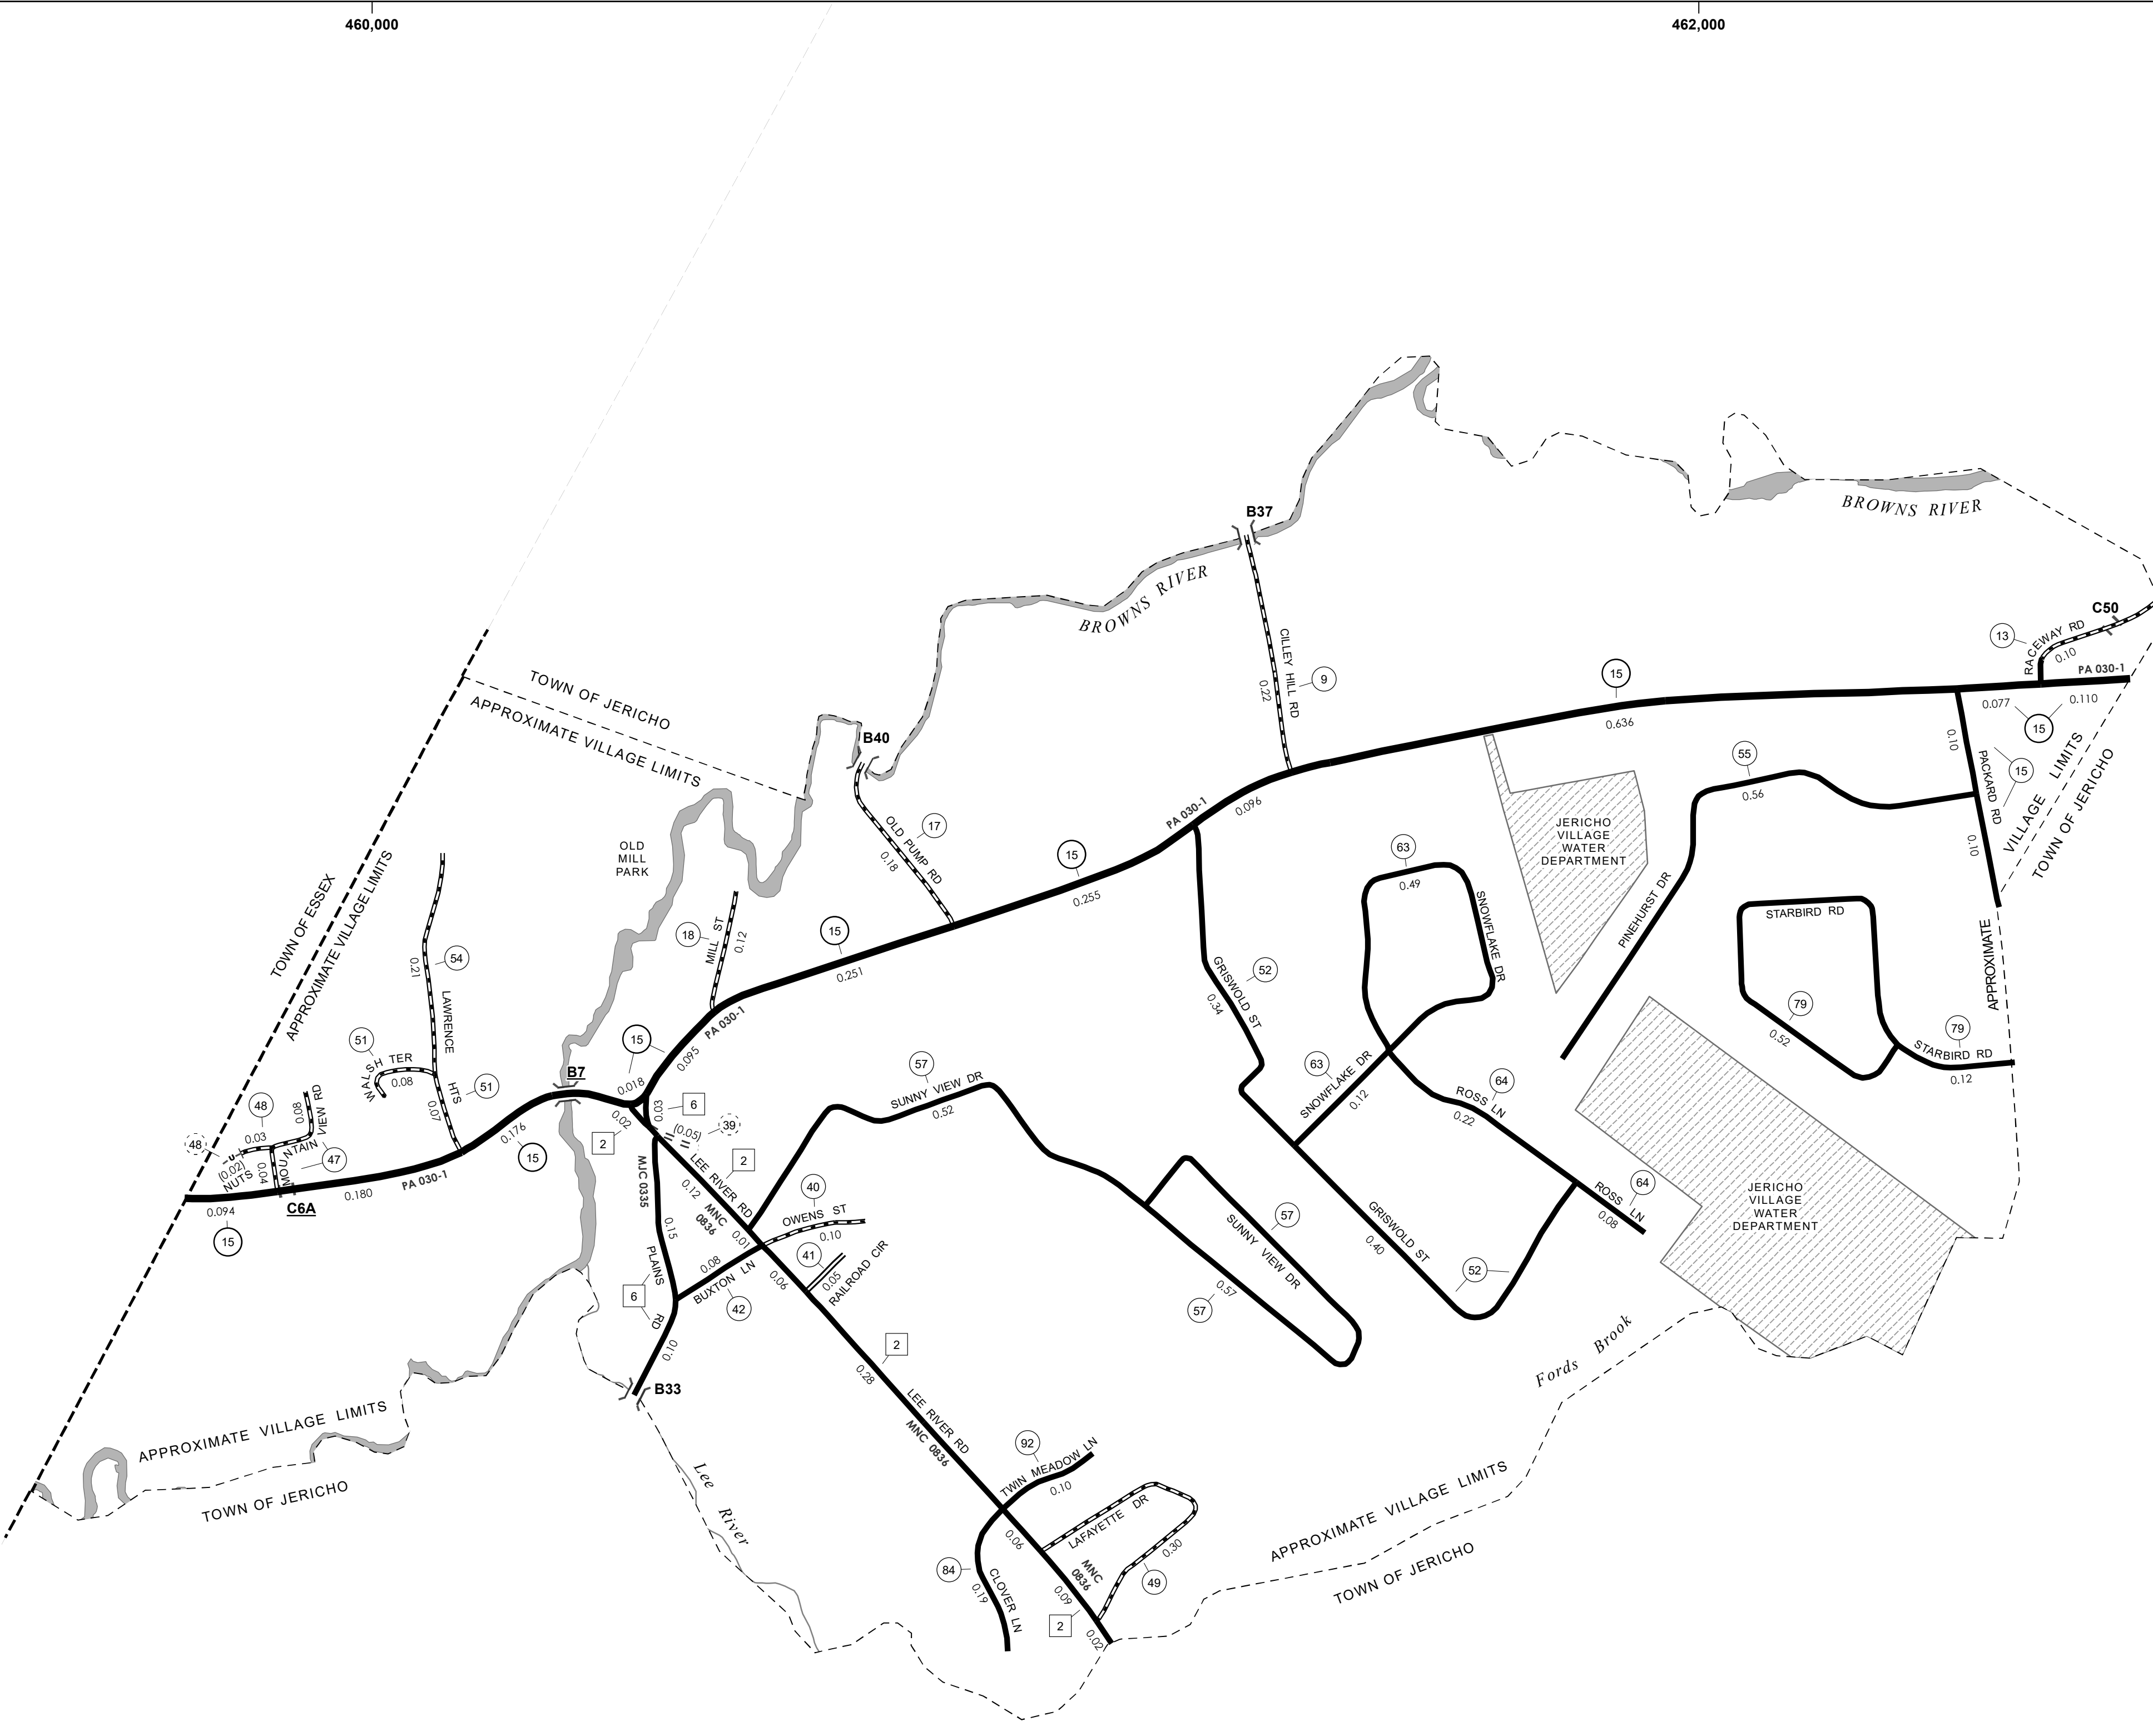 460,000
462,000
B37
BROWNS RIVER
BROWNS RIVER
C50
13
RACEWAY RD
0.10
PA 030-1
TOWN OF JERICHO
APPROXIMATE VILLAGE LIMITS
B40
CILLEY HILL RD
0.22
9
15
0.636
0.077
0.110
15
0.10
PACKARD RD
15
0.10
VILLAGE LIMITS
TOWN OF JERICHO
APPROXIMATE
55
0.56
PINEHURST DR
OLD PUMP RD
17
0.18
PA 030-1
0.096
JERICHO
VILLAGE
WATER
DEPARTMENT
63
0.49
SNOWFLAKE DR
OLD
MILL
PARK
15
0.255
15
0.251
18
MILL ST
0.12
STARBIRD RD
79
0.52
79
STARBIRD RD
0.12
TOWN OF ESSEX
APPROXIMATE VILLAGE LIMITS
54
0.21
LAWRENCE
HTS
51
WALSH TER
0.08
51
0.07
GRISWOLD ST
52
0.34
PA 030-1
15
0.095
0.018
B7
57
SUNNY VIEW DR
0.52
63
SNOWFLAKE DR
0.12
ROSS LN
64
0.22
48
0.03
0.08
MOUNTAIN VIEW RD
48
(0.02)
NUTS
0.04
47
0.176
15
0.02
0.03
6
(0.05)
39
2
2
LEE RIVER RD
0.12
MNC
0836
0.01
MJC 0335
0.15
PLAINS
RD
6
0.10
0.094
15
C6A
0.180
PA 030-1
40
OWENS ST
0.10
41
0.05
RAILROAD CIR
0.08
BUXTON LN
42
0.06
57
SUNNY VIEW DR
0.57
57
ROSS LN
64
0.08
JERICHO
VILLAGE
WATER
DEPARTMENT
GRISWOLD ST
0.40
52
2
0.28
Fords Brook
B33
LEE RIVER RD
MNC 0836
APPROXIMATE VILLAGE LIMITS
TOWN OF JERICHO
Lee River
92
TWIN MEADOW LN
0.10
LAFAYETTE DR
0.30
49
0.06
84
CLOVER LN
0.19
MNC
0836
0.09
2
0.02
APPROXIMATE VILLAGE LIMITS
TOWN OF JERICHO